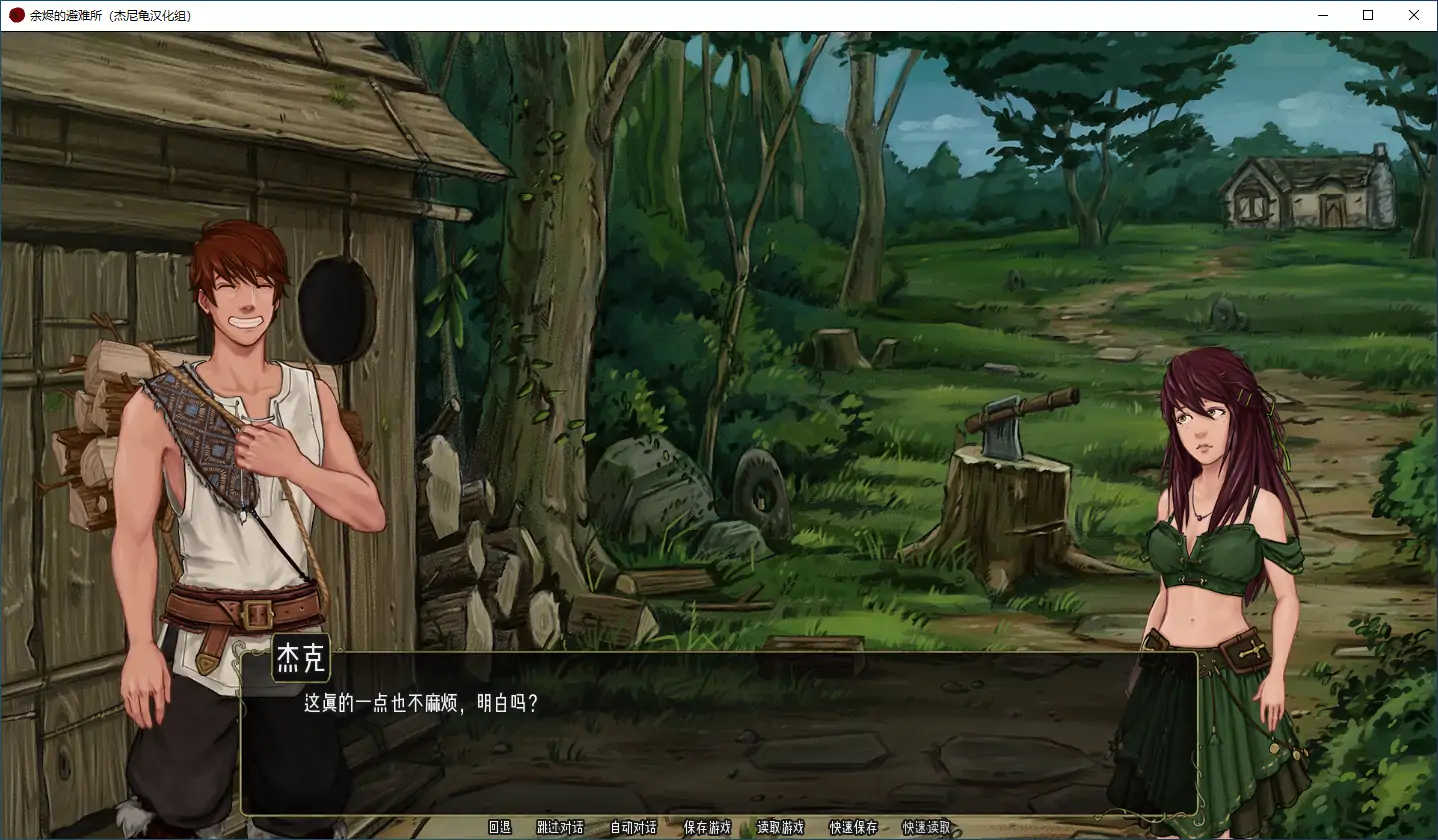 余烬的避难所（杰尼龟汉化组）
杰克
这真的一点也不麻烦，明白吗？
回退 跳过对话 自动对话 保存游戏 读取游戏 快速保存 快速读取